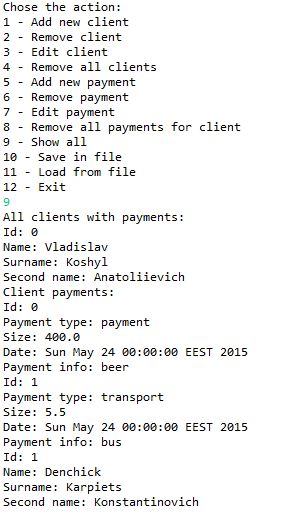 Chose the action:
1 - Add new client
2 - Remove client
3 - Edit client
4 - Remove all clients
5 - Add new payment
6 - Remove payment
7 - Edit payment
8 - Remove all payments for client
9 - Show all
10 - Save in file
11 - Load from file
12 - Exit
9
All clients with payments:
Id: 0
Name: Vladislav
Surname: Koshyl
Second name: Anatoliievich
Client payments:
Id: 0
Payment type: payment
Size: 400.0
Date: Sun May 24 00:00:00 EEST 2015
Payment info: beer
Id: 1
Payment type: transport
Size: 5.5
Date: Sun May 24 00:00:00 EEST 2015
Payment info: bus
Id: 1
Name: Denchick
Surname: Karpiets
Second name: Konstantinovich